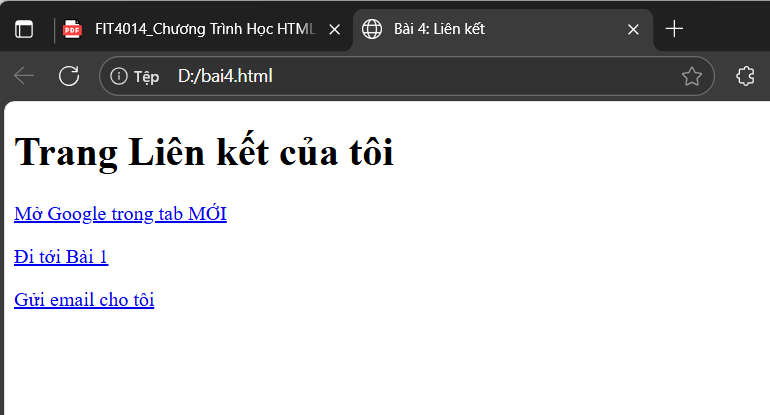 PDF
FIT4014_Chương Trình Học HTML
Bài 4: Liên kết
Tệp
D:/bai4.html
Trang Liên kết của tôi
Mở Google trong tab MỚI
Đi tới Bài 1
Gửi email cho tôi